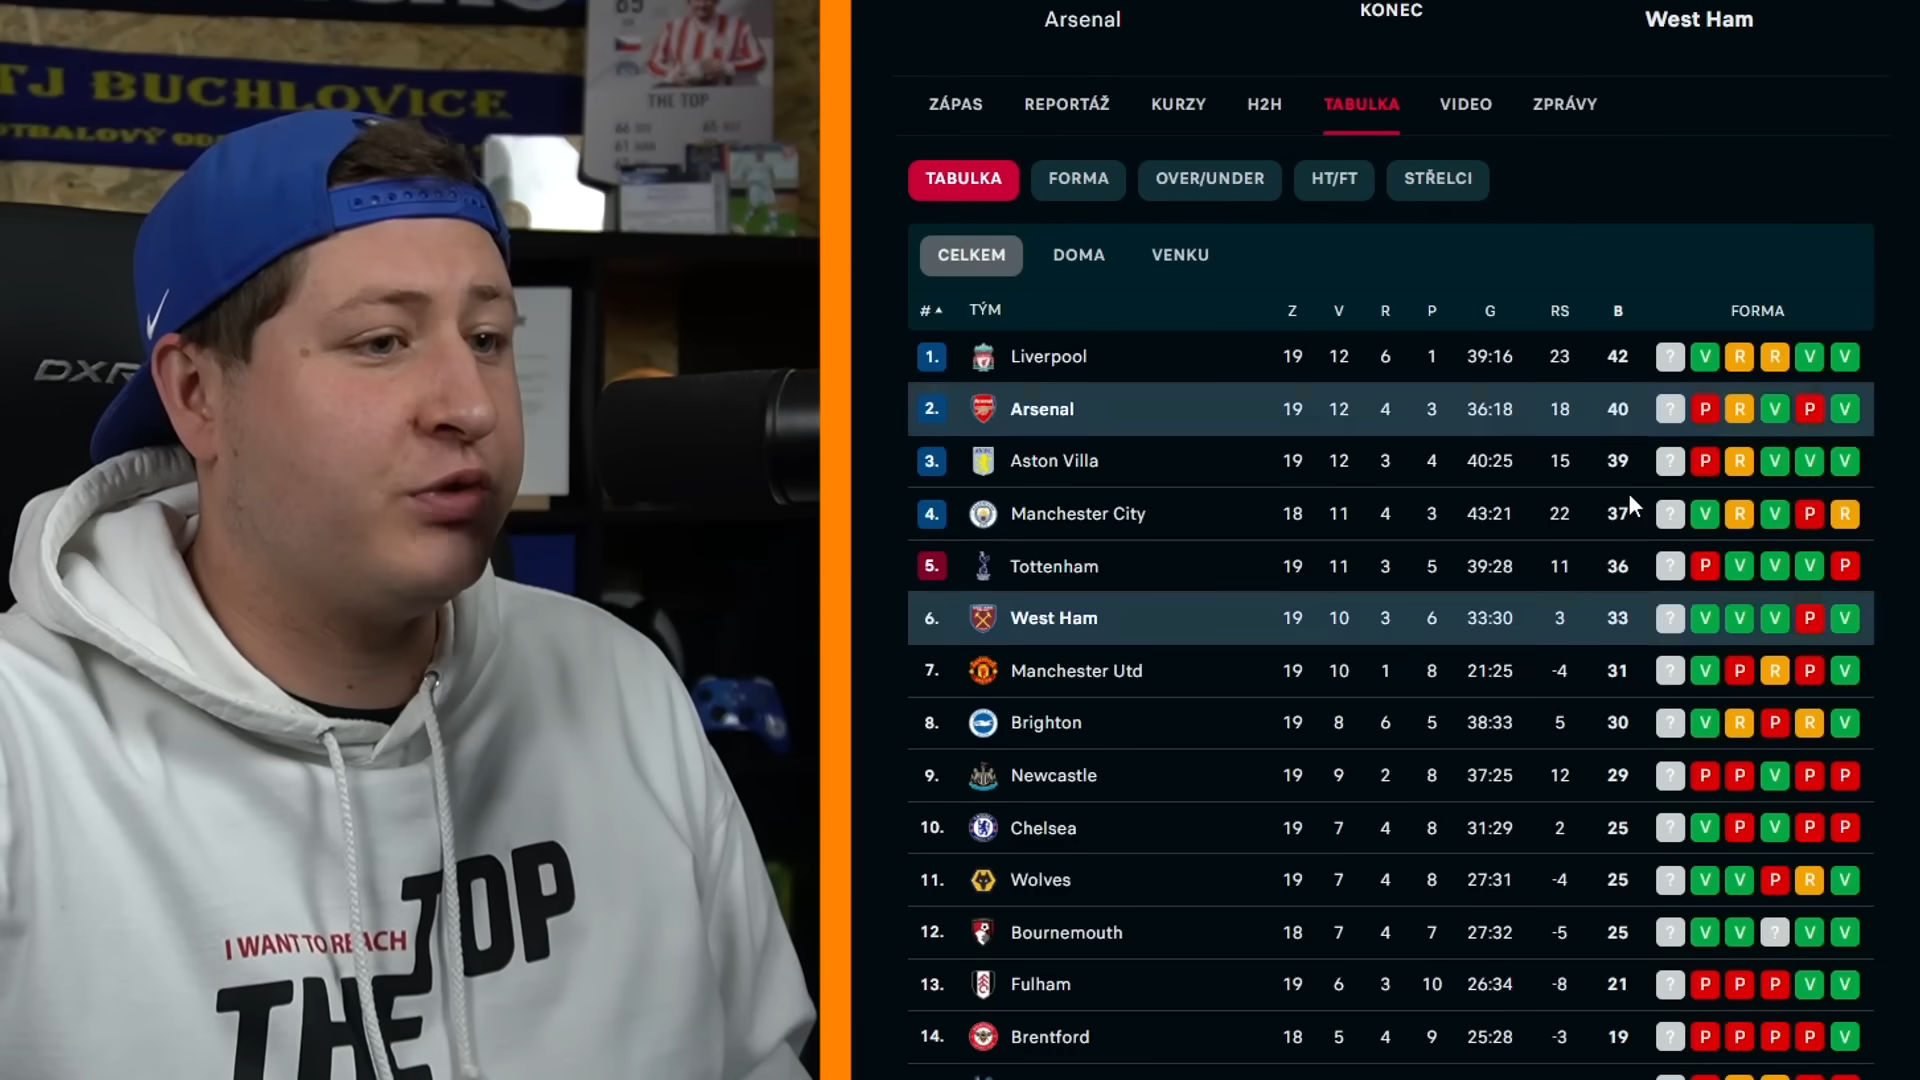 TJ BUCHLOVICE
THE TOP
DXR
I WANT TO REACH
THE TOP
Arsenal KONEC West Ham
ZÁPAS REPORTÁŽ KURZY H2H TABULKA VIDEO ZPRÁVY
TABULKA FORMA OVER/UNDER HT/FT STŘELCI
CELKEM DOMA VENKU
# TÝM Z V R P G RS B FORMA
1. Liverpool 19 12 6 1 39:16 23 42 ? V R R V V
2. Arsenal 19 12 4 3 36:18 18 40 ? P R V P V
3. Aston Villa 19 12 3 4 40:25 15 39 ? P R V V V
4. Manchester City 18 11 4 3 43:21 22 37 ? V R V P R
5. Tottenham 19 11 3 5 39:28 11 36 ? P V V V P
6. West Ham 19 10 3 6 33:30 3 33 ? V V V P V
7. Manchester Utd 19 10 1 8 21:25 -4 31 ? V P R P V
8. Brighton 19 8 6 5 38:33 5 30 ? V R P R V
9. Newcastle 19 9 2 8 37:25 12 29 ? P P V P P
10. Chelsea 19 7 4 8 31:29 2 25 ? V P V P P
11. Wolves 19 7 4 8 27:31 -4 25 ? V V P R V
12. Bournemouth 18 7 4 7 27:32 -5 25 ? V V ? V V
13. Fulham 19 6 3 10 26:34 -8 21 ? P P P V V
14. Brentford 18 5 4 9 25:28 -3 19 ? P P P P V